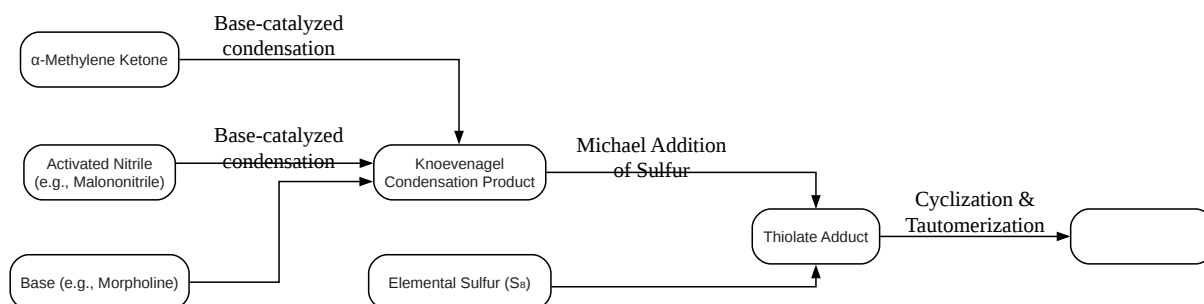 Base-catalyzed
condensation
α-Methylene Ketone
Base-catalyzed
condensation
Activated Nitrile
(e.g., Malononitrile)
Knoevenagel
Condensation Product
Michael Addition
of Sulfur
Cyclization &
Tautomerization
Thiolate Adduct
Base (e.g., Morpholine)
Elemental Sulfur (S₈)